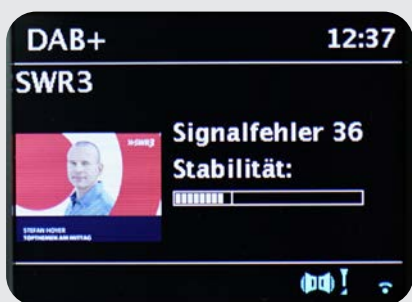 DAB+ 12:37
SWR3
SWR3
Signalfehler 36
Stabilität:
STEFAN HOYER
TOPTHEMEN AM MITTAG